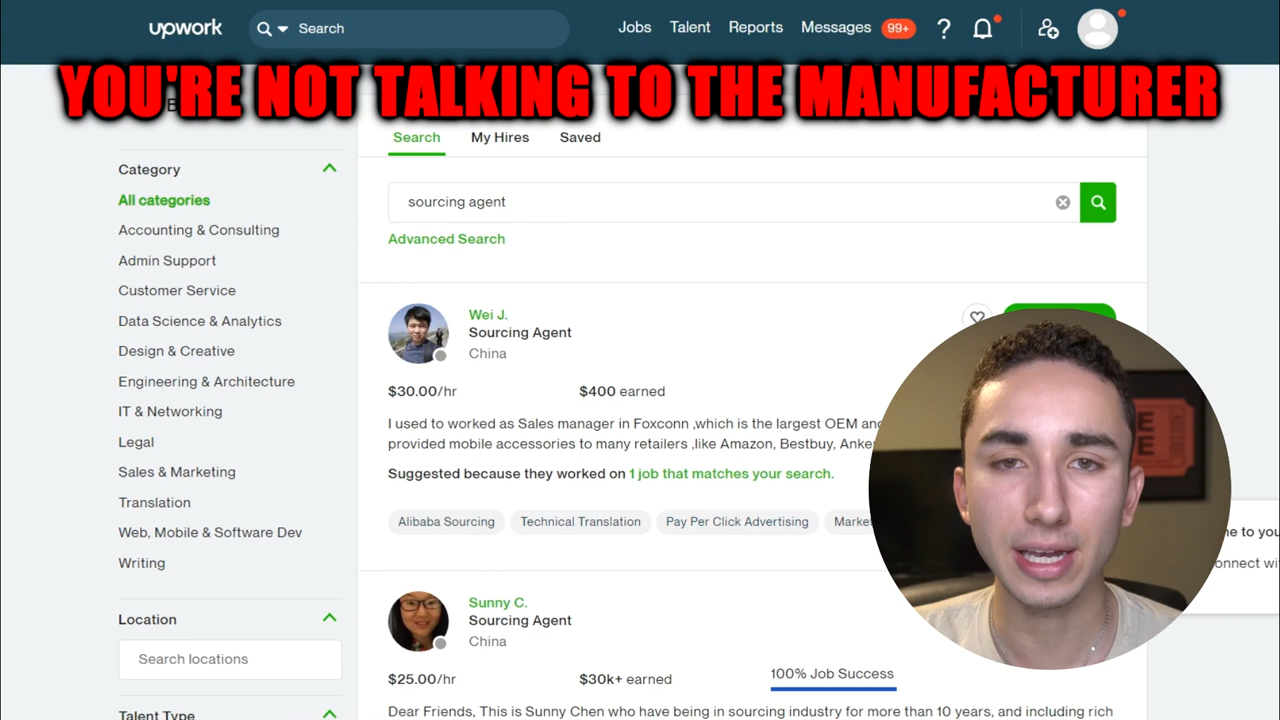 upwork
Search
Jobs
Talent
Reports
Messages
99+
?
YOU'RE NOT TALKING TO THE MANUFACTURER
Search
My Hires
Saved
Category
All categories
Accounting & Consulting
Admin Support
Customer Service
Data Science & Analytics
Design & Creative
Engineering & Architecture
IT & Networking
Legal
Sales & Marketing
Translation
Web, Mobile & Software Dev
Writing
Location
Search locations
Talent Type
sourcing agent
Advanced Search
Wei J.
Sourcing Agent
China
$30.00/hr
$400 earned
I used to worked as Sales manager in Foxconn ,which is the largest OEM and
provided mobile accessories to many retailers ,like Amazon, Bestbuy, Anke
Suggested because they worked on 1 job that matches your search.
Alibaba Sourcing
Technical Translation
Pay Per Click Advertising
Marke
Sunny C.
Sourcing Agent
China
$25.00/hr
$30k+ earned
100% Job Success
Dear Friends, This is Sunny Chen who have being in sourcing industry for more than 10 years, and including rich
me to you
onnect wi